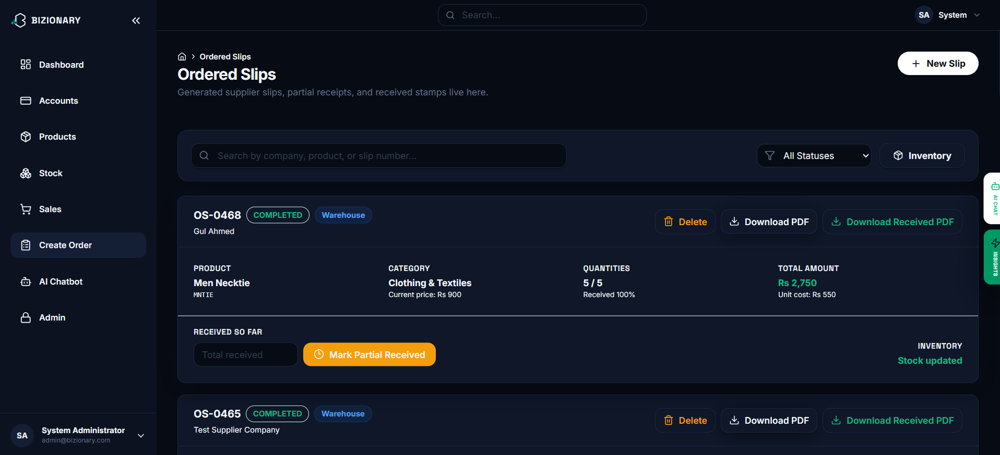 BIZIONARY
Search...
SA System
Dashboard
Accounts
Products
Stock
Sales
Create Order
AI Chatbot
Admin
SA System Administrator
admin@bizionary.com
Ordered Slips
Ordered Slips
Generated supplier slips, partial receipts, and received stamps live here.
New Slip
Search by company, product, or slip number...
All Statuses
Inventory
OS-0468 COMPLETED Warehouse
Gul Ahmed
Delete Download PDF Download Received PDF
PRODUCT
Men Necktie
MNTIE
CATEGORY
Clothing & Textiles
Current price: Rs 900
QUANTITIES
5 / 5
Received 100%
TOTAL AMOUNT
Rs 2,750
Unit cost: Rs 550
RECEIVED SO FAR
Total received
Mark Partial Received
INVENTORY
Stock updated
OS-0465 COMPLETED Warehouse
Test Supplier Company
Delete Download PDF Download Received PDF
AI CHAT
INSIGHTS